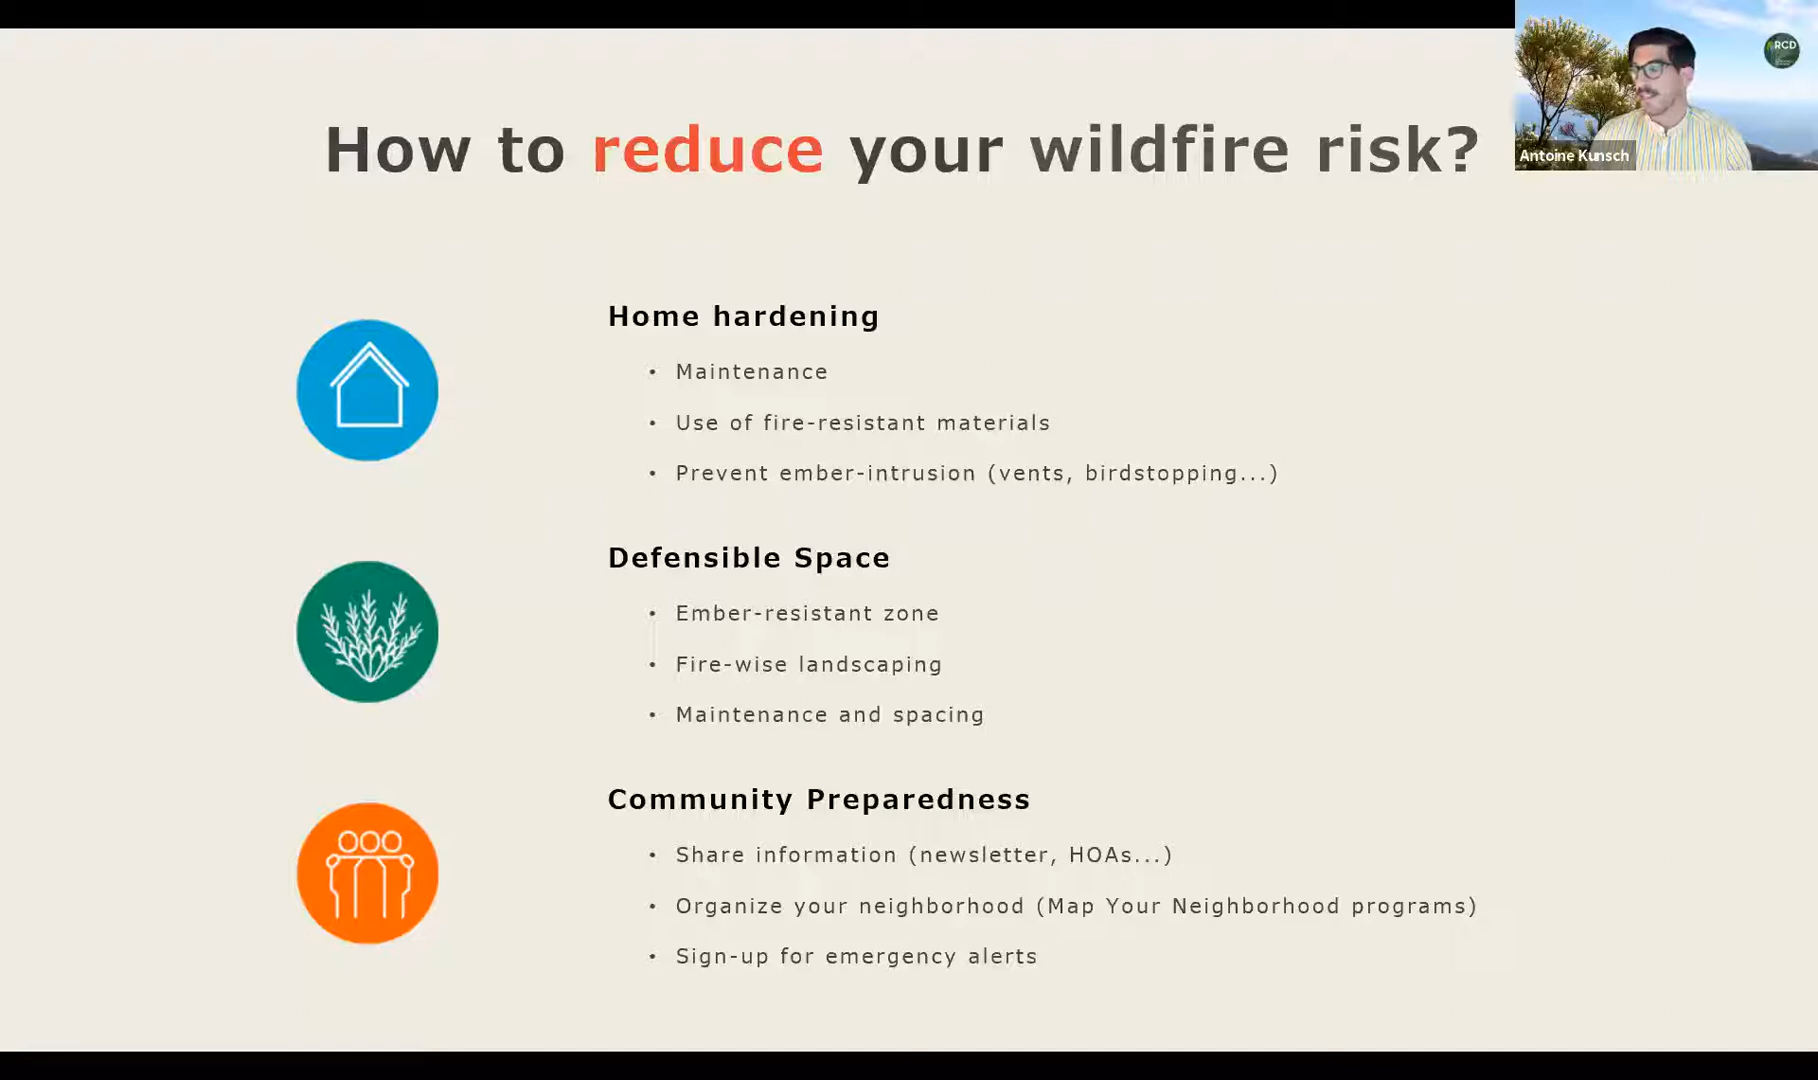 How to reduce your wildfire risk?
RCD
Antoine Kunsch
Home hardening
• Maintenance
• Use of fire-resistant materials
• Prevent ember-intrusion (vents, birdstopping...)
Defensible Space
• Ember-resistant zone
• Fire-wise landscaping
• Maintenance and spacing
Community Preparedness
• Share information (newsletter, HOAs...)
• Organize your neighborhood (Map Your Neighborhood programs)
• Sign-up for emergency alerts